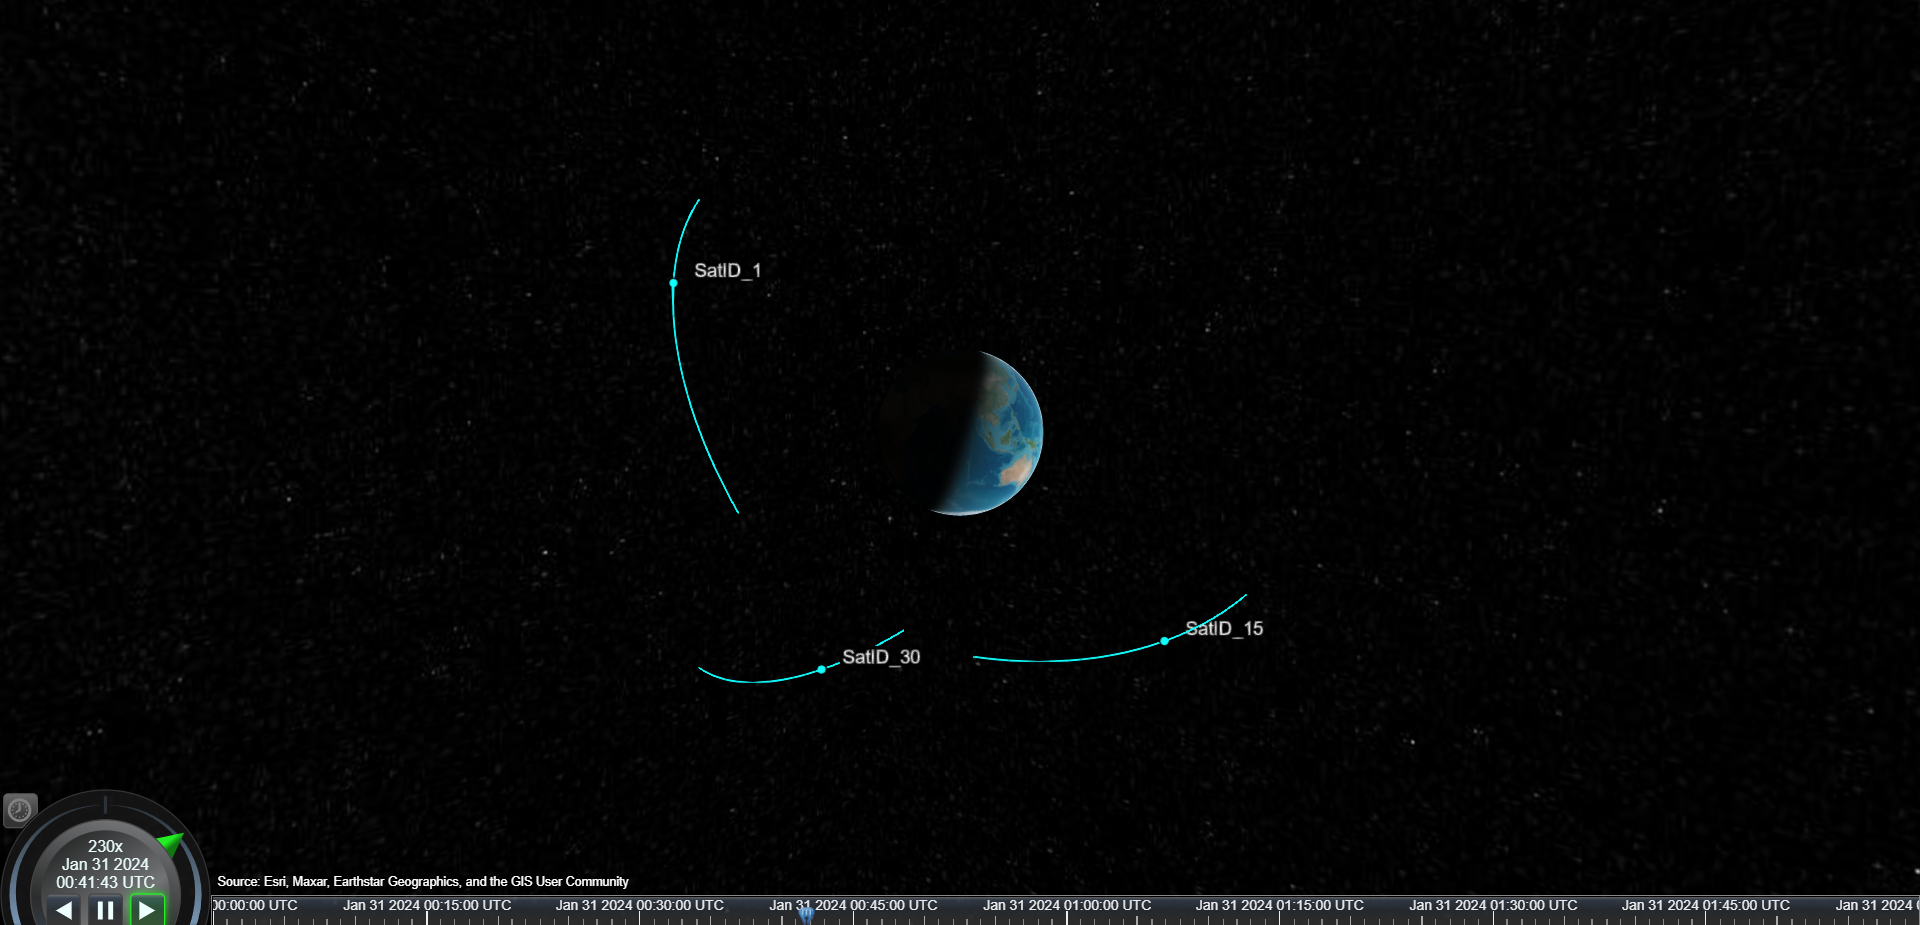 SatID_1
SatID_15
SatID_30
230x
Jan 31 2024
00:41:43 UTC
Source: Esri, Maxar, Earthstar Geographics, and the GIS User Community
00:00:00 UTC
Jan 31 2024 00:15:00 UTC
Jan 31 2024 00:30:00 UTC
Jan 31 2024 00:45:00 UTC
Jan 31 2024 01:00:00 UTC
Jan 31 2024 01:15:00 UTC
Jan 31 2024 01:30:00 UTC
Jan 31 2024 01:45:00 UTC
Jan 31 2024